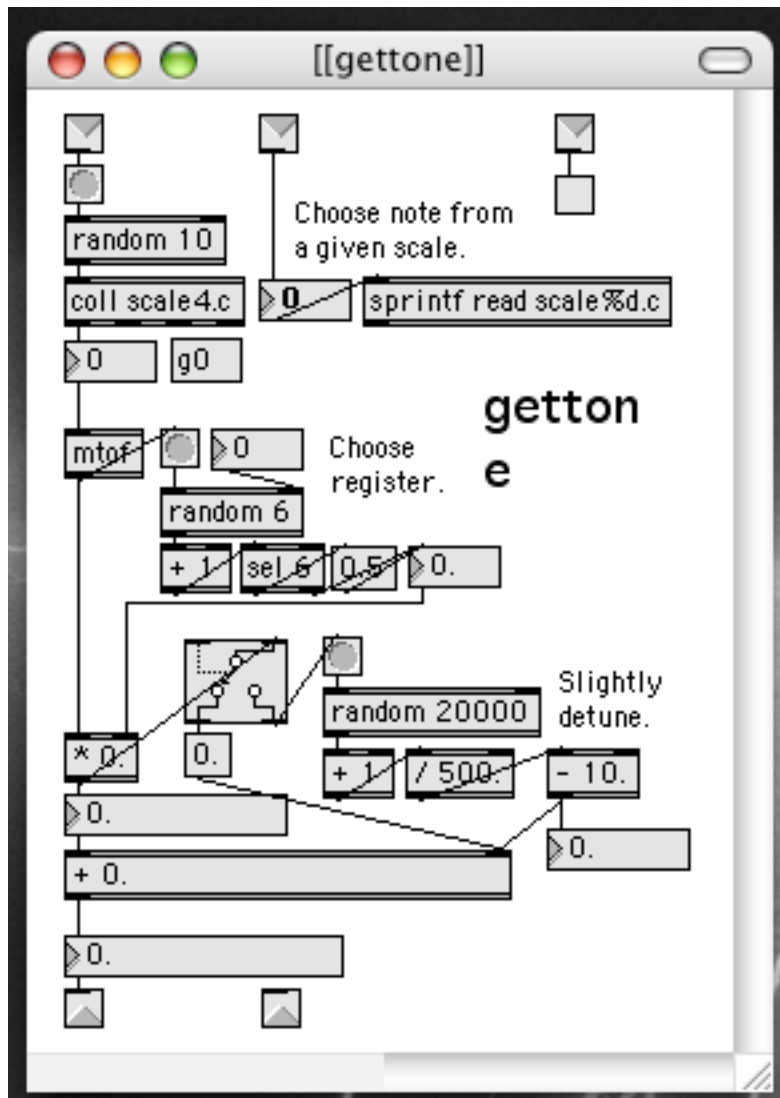 [[gettone]]
Choose note from
a given scale.
random 10
coll scale4.c
0
sprintf read scale%d.c
0
g0
getton
e
mtof
0
Choose
register.
random 6
+ 1
sel 6
0.5
0.
Slightly
detune.
random 20000
* 0.
0.
+ 1
/ 500.
- 10.
0.
0.
+ 0.
0.